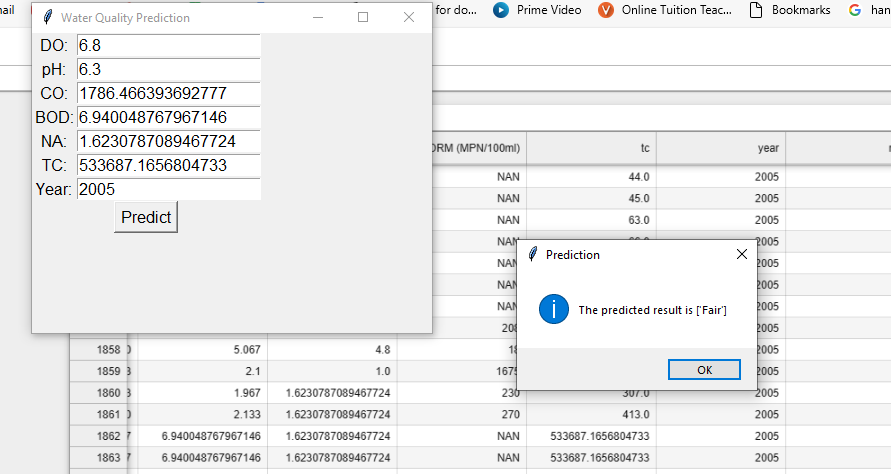 nail
for do...
Prime Video
Online Tuition Teac...
Bookmarks
han
Water Quality Prediction
DO: 6.8
pH: 6.3
CO: 1786.466393692777
BOD: 6.940048767967146
NA: 1.6230787089467724
TC: 533687.1656804733
Year: 2005
Predict
ORM (MPN/100ml) tc year
NAN 44.0 2005
NAN 45.0 2005
NAN 63.0 2005
NAN 2005
NAN 2005
NAN 2005
NAN 2005
208 2005
Prediction
The predicted result is ['Fair']
OK
1858 5.067 4.8 18 2005
1859 2.1 1.0 1675 2005
1860 1.967 1.6230787089467724 230 307.0 2005
1861 2.133 1.6230787089467724 270 413.0 2005
1862 6.940048767967146 1.6230787089467724 NAN 533687.1656804733 2005
1863 6.940048767967146 1.6230787089467724 NAN 533687.1656804733 2005